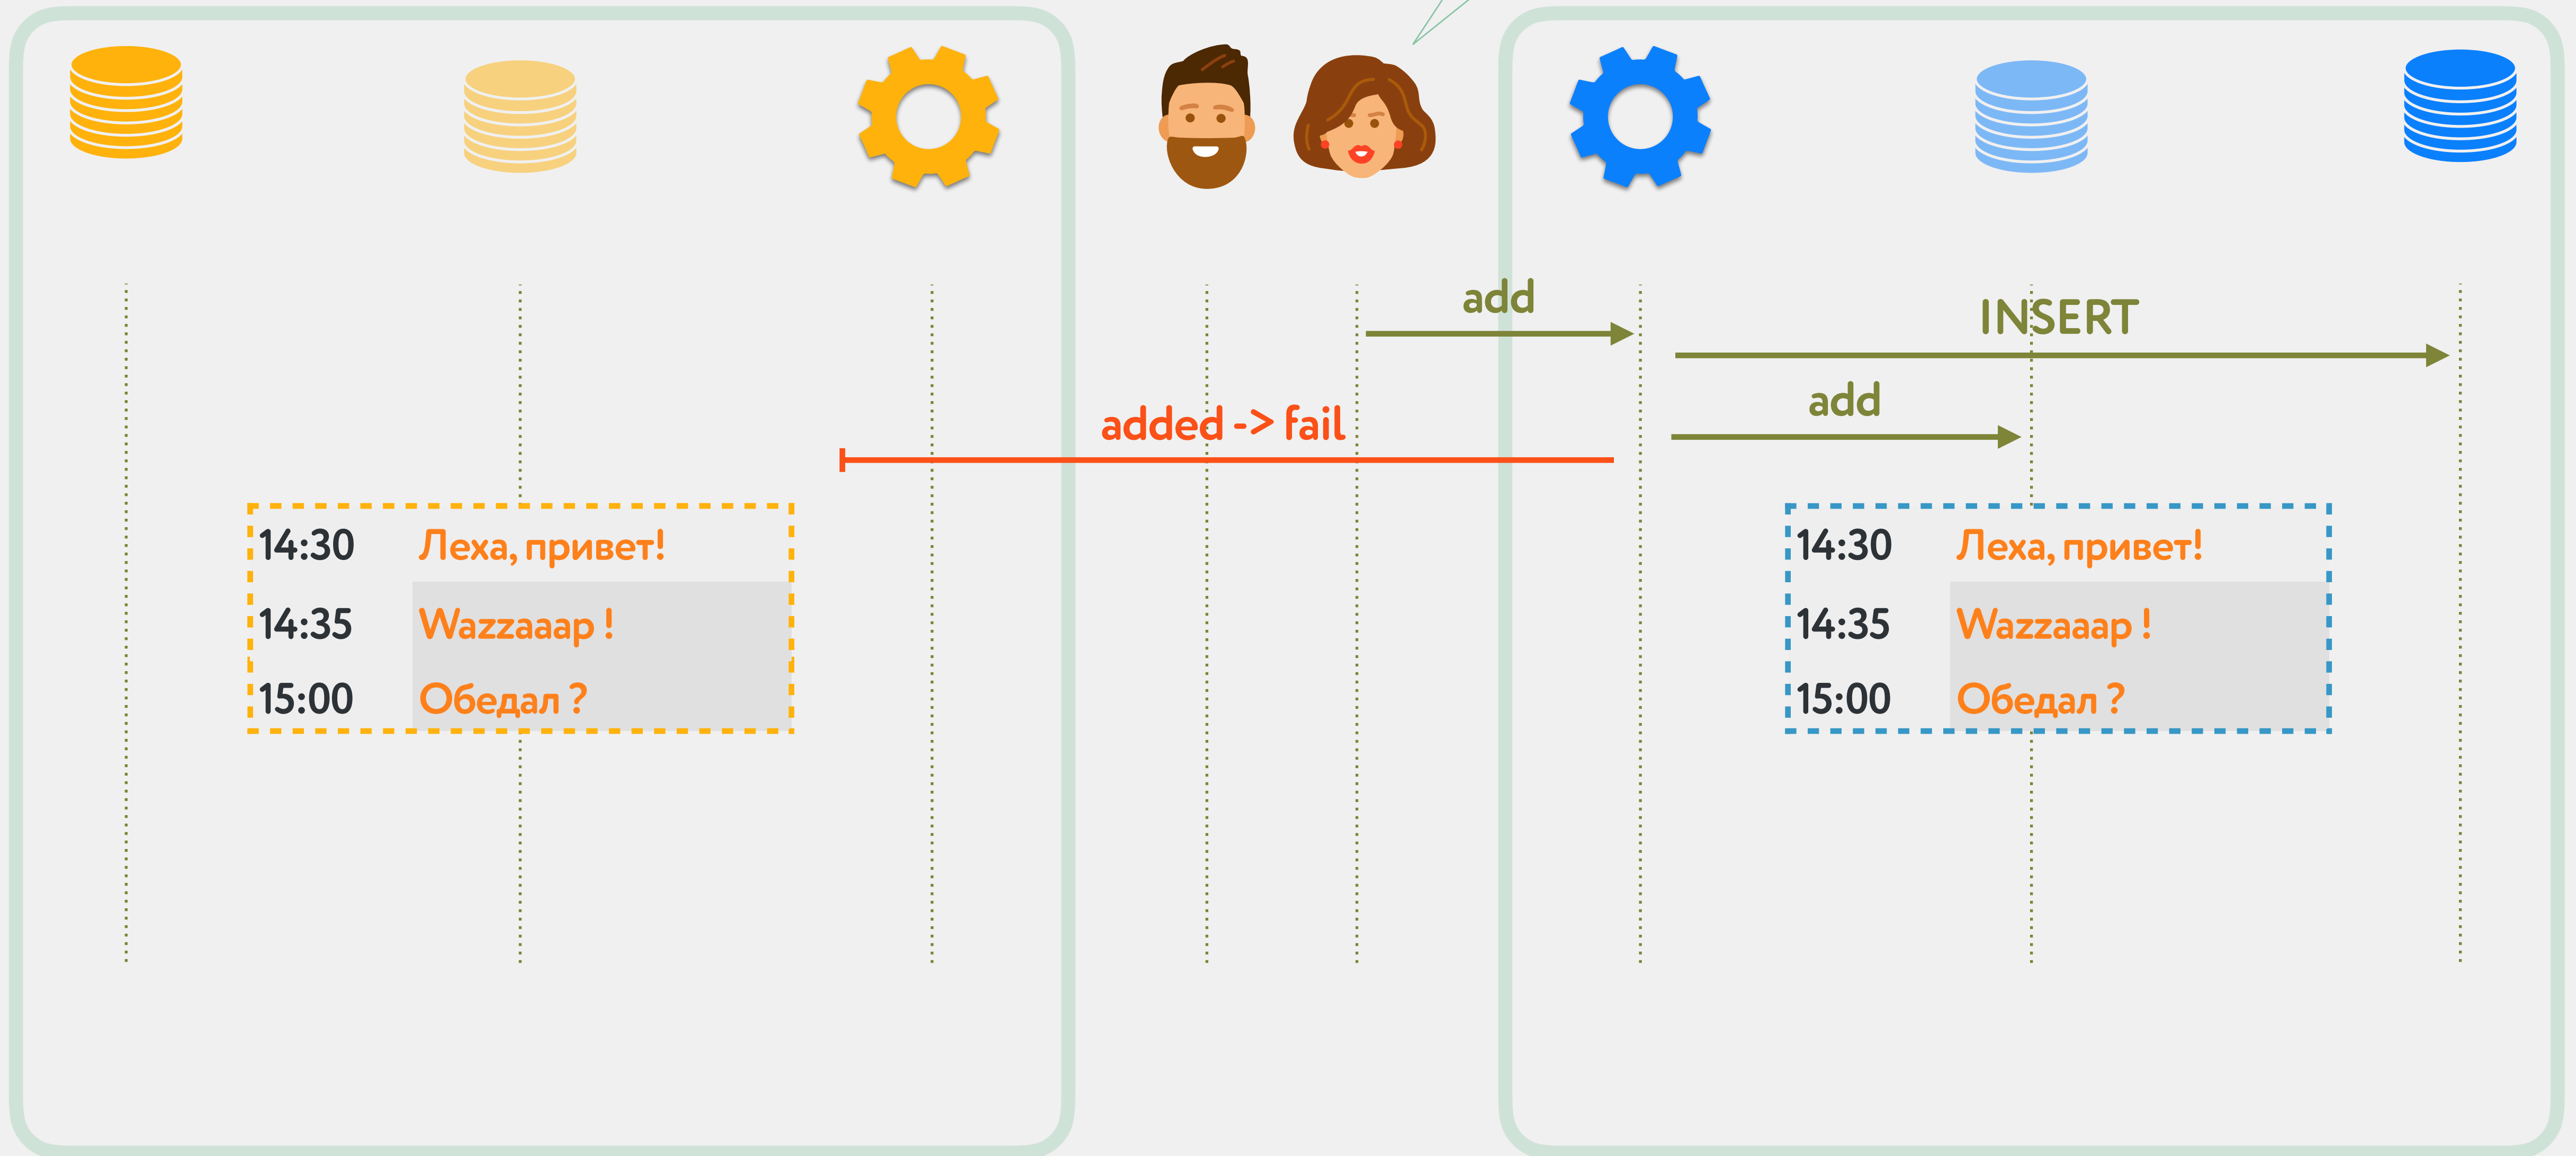 add
INSERT
add
added -> fail
14:30 Леха, привет!
14:35 Wazzaaap !
15:00 Обедал ?
14:30 Леха, привет!
14:35 Wazzaaap !
15:00 Обедал ?